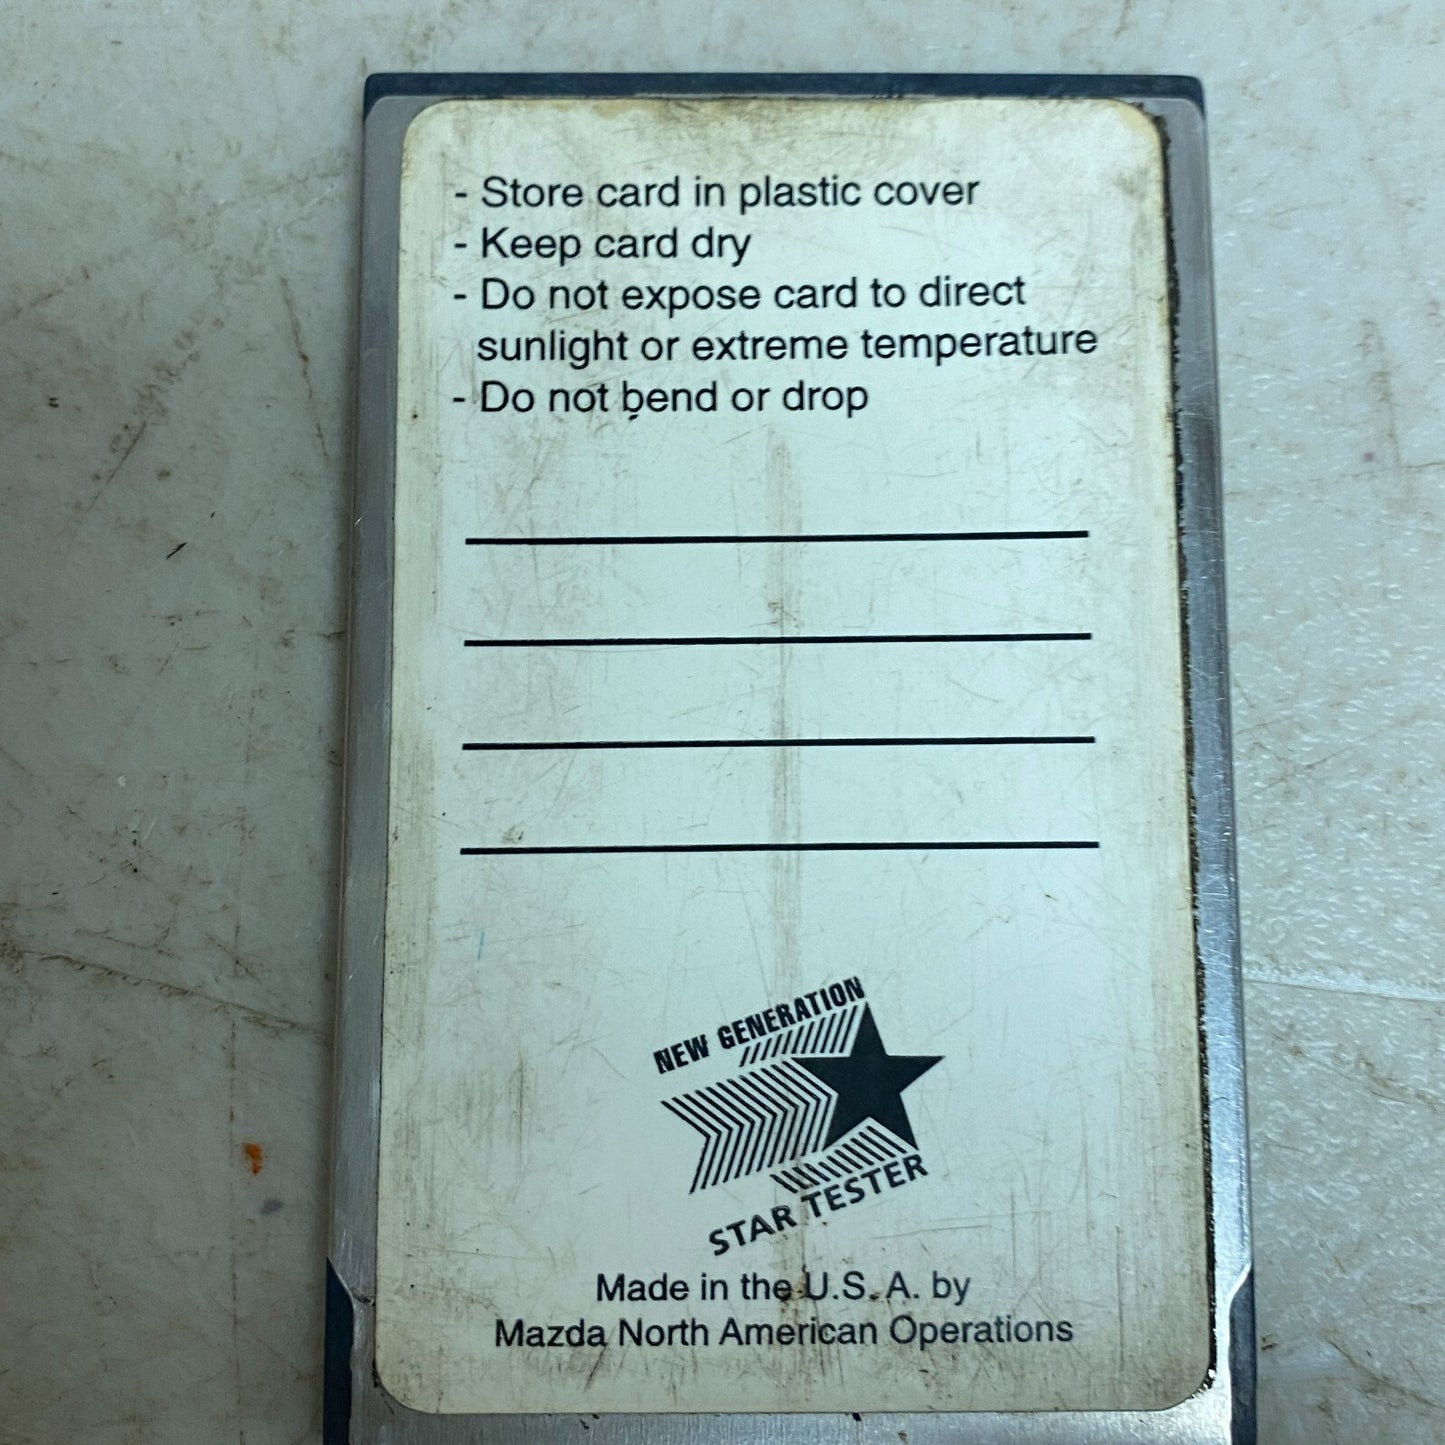 - Store card in plastic cover
- Keep card dry
- Do not expose card to direct
sunlight or extreme temperature
- Do not bend or drop
NEW GENERATION
STAR TESTER
Made in the U.S.A. by
Mazda North American Operations